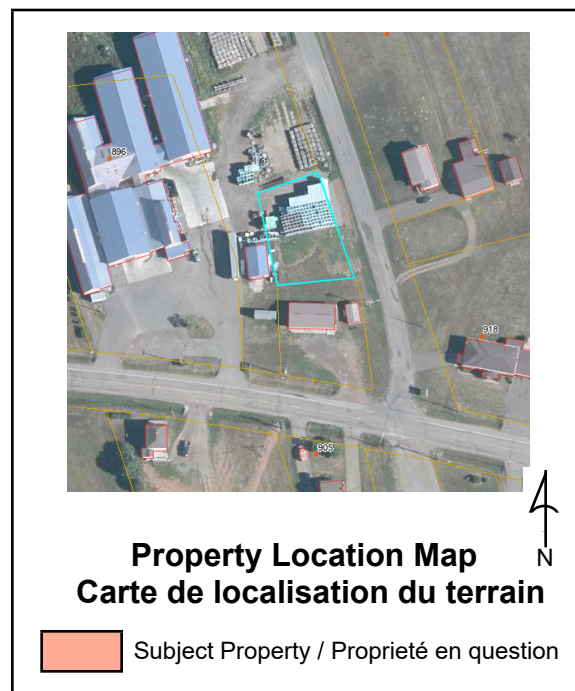 896
918
905
N
Property Location Map
Carte de localisation du terrain
Subject Property / Proprieté en question